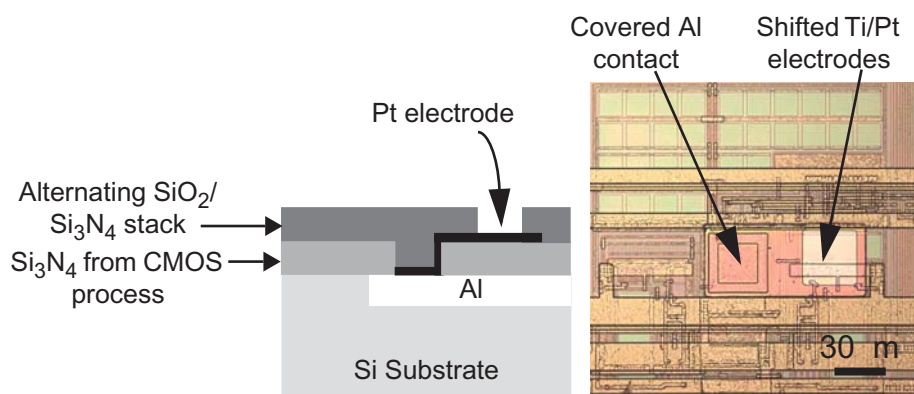 Covered Al
contact
Shifted Ti/Pt
electrodes
Pt electrode
Alternating SiO₂/
Si₃N₄ stack
Si₃N₄ from CMOS
process
Al
Si Substrate
30 m